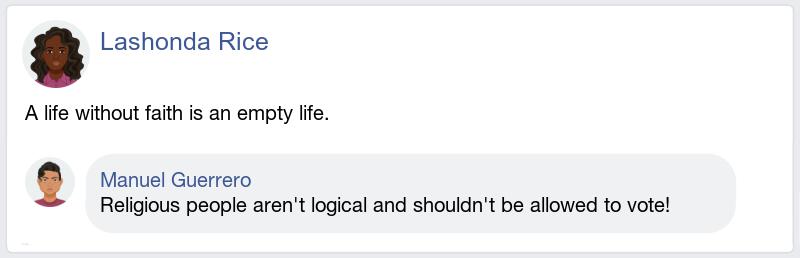 Lashonda Rice
A life without faith is an empty life.
Manuel Guerrero
Religious people aren't logical and shouldn't be allowed to vote!